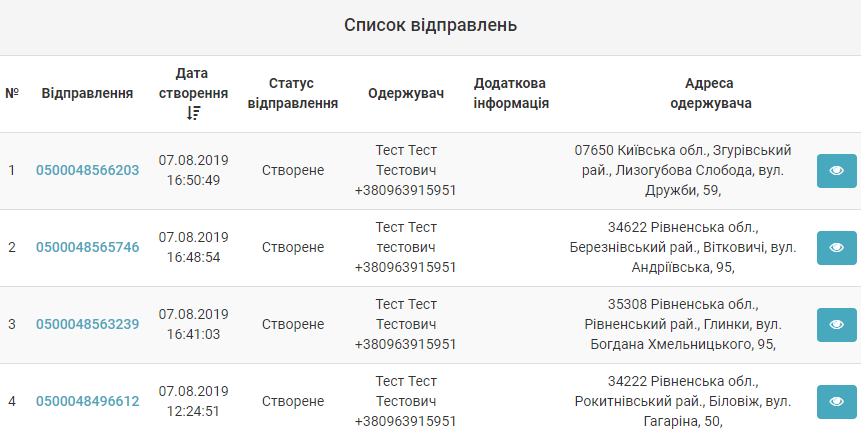 Список відправлень
№ Відправлення Дата створення Статус відправлення Одержувач Додаткова інформація Адреса одержувача
1 0500048566203 07.08.2019 16:50:49 Створене Тест Тест Тестович +380963915951 07650 Київська обл., Згурівський рай., Лизогубова Слобода, вул. Дружби, 59,
2 0500048565746 07.08.2019 16:48:54 Створене Тест Тест тестович +380963915951 34622 Рівненська обл., Березнівський рай., Вітковичі, вул. Андріївська, 95,
3 0500048563239 07.08.2019 16:41:03 Створене Тест Тест Тестович +380963915951 35308 Рівненська обл., Рівненський рай., Глинки, вул. Богдана Хмельницького, 95,
4 0500048496612 07.08.2019 12:24:51 Створене Тест Тест Тестович +380963915951 34222 Рівненська обл., Рокитнівський рай., Біловіж, вул. Гагаріна, 50,